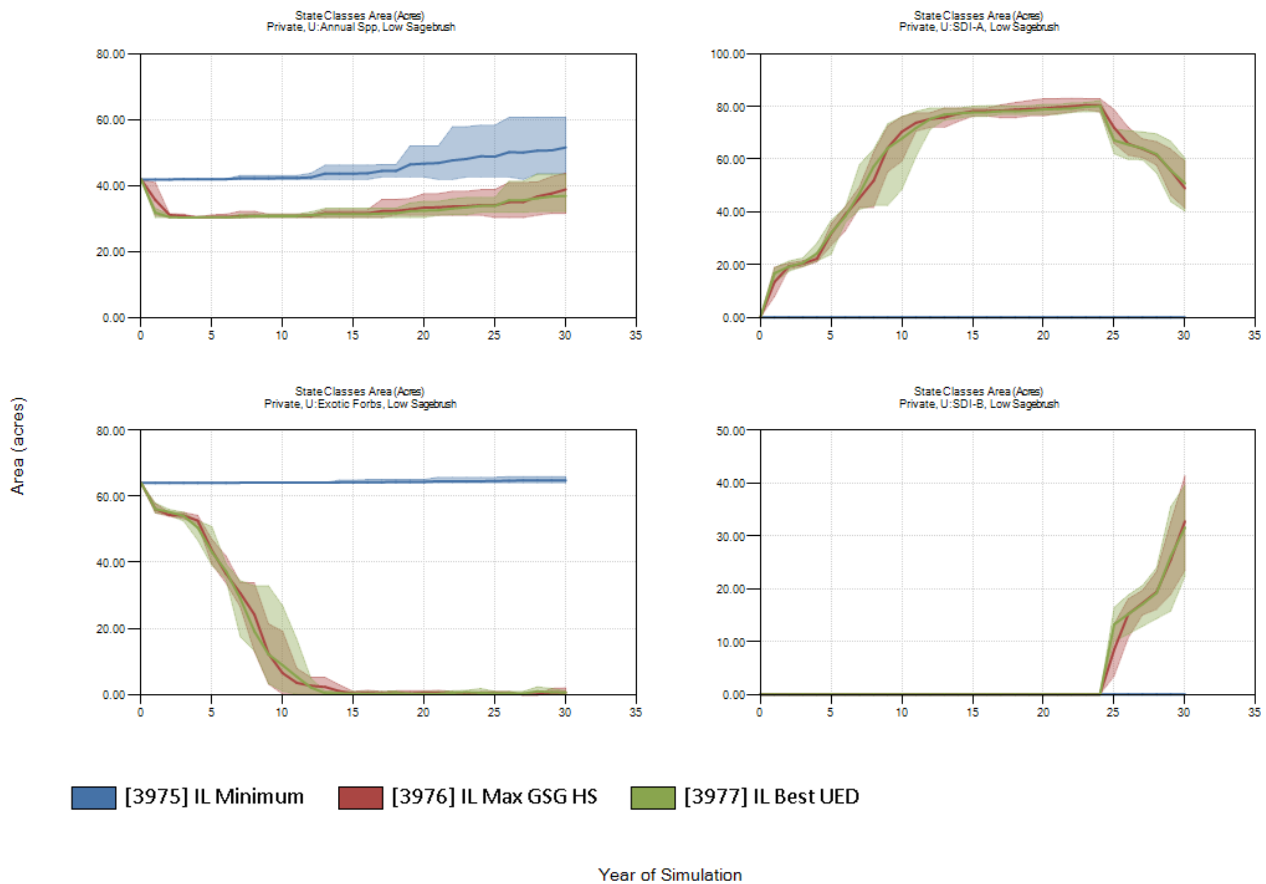 State Classes Area (Acres)
Private, U:Annual Spp, Low Sagebrush
80.00
60.00
40.00
20.00
0.00
0 5 10 15 20 25 30 35
State Classes Area (Acres)
Private, U:SDI-A, Low Sagebrush
100.00
80.00
60.00
40.00
20.00
0.00
0 5 10 15 20 25 30 35
Area (acres)
State Classes Area (Acres)
Private, U:Exotic Forbs, Low Sagebrush
80.00
60.00
40.00
20.00
0.00
0 5 10 15 20 25 30 35
State Classes Area (Acres)
Private, U:SDI-B, Low Sagebrush
50.00
40.00
30.00
20.00
10.00
0.00
0 5 10 15 20 25 30 35
[3975] IL Minimum [3976] IL Max GSG HS [3977] IL Best UED
Year of Simulation